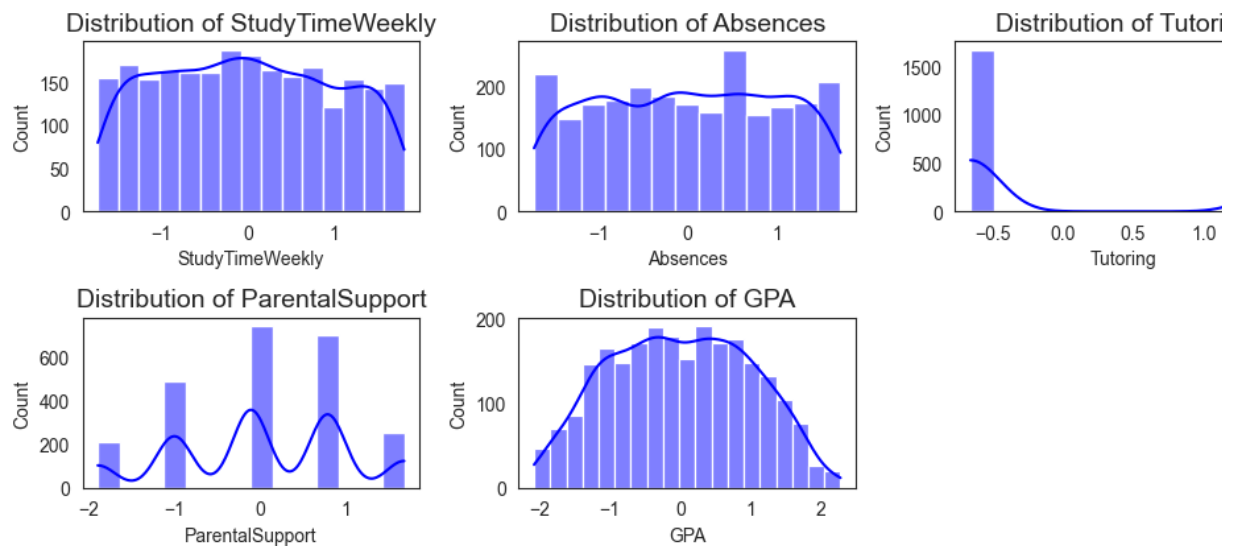 Distribution of StudyTimeWeekly
Count
150
100
50
0
−1
0
1
StudyTimeWeekly
Distribution of Absences
Count
200
100
0
−1
0
1
Absences
Distribution of Tutori
Count
1500
1000
500
0
−0.5
0.0
0.5
1.0
Tutoring
Distribution of ParentalSupport
Count
600
400
200
0
−2
−1
0
1
ParentalSupport
Distribution of GPA
Count
200
100
0
−2
−1
0
1
2
GPA